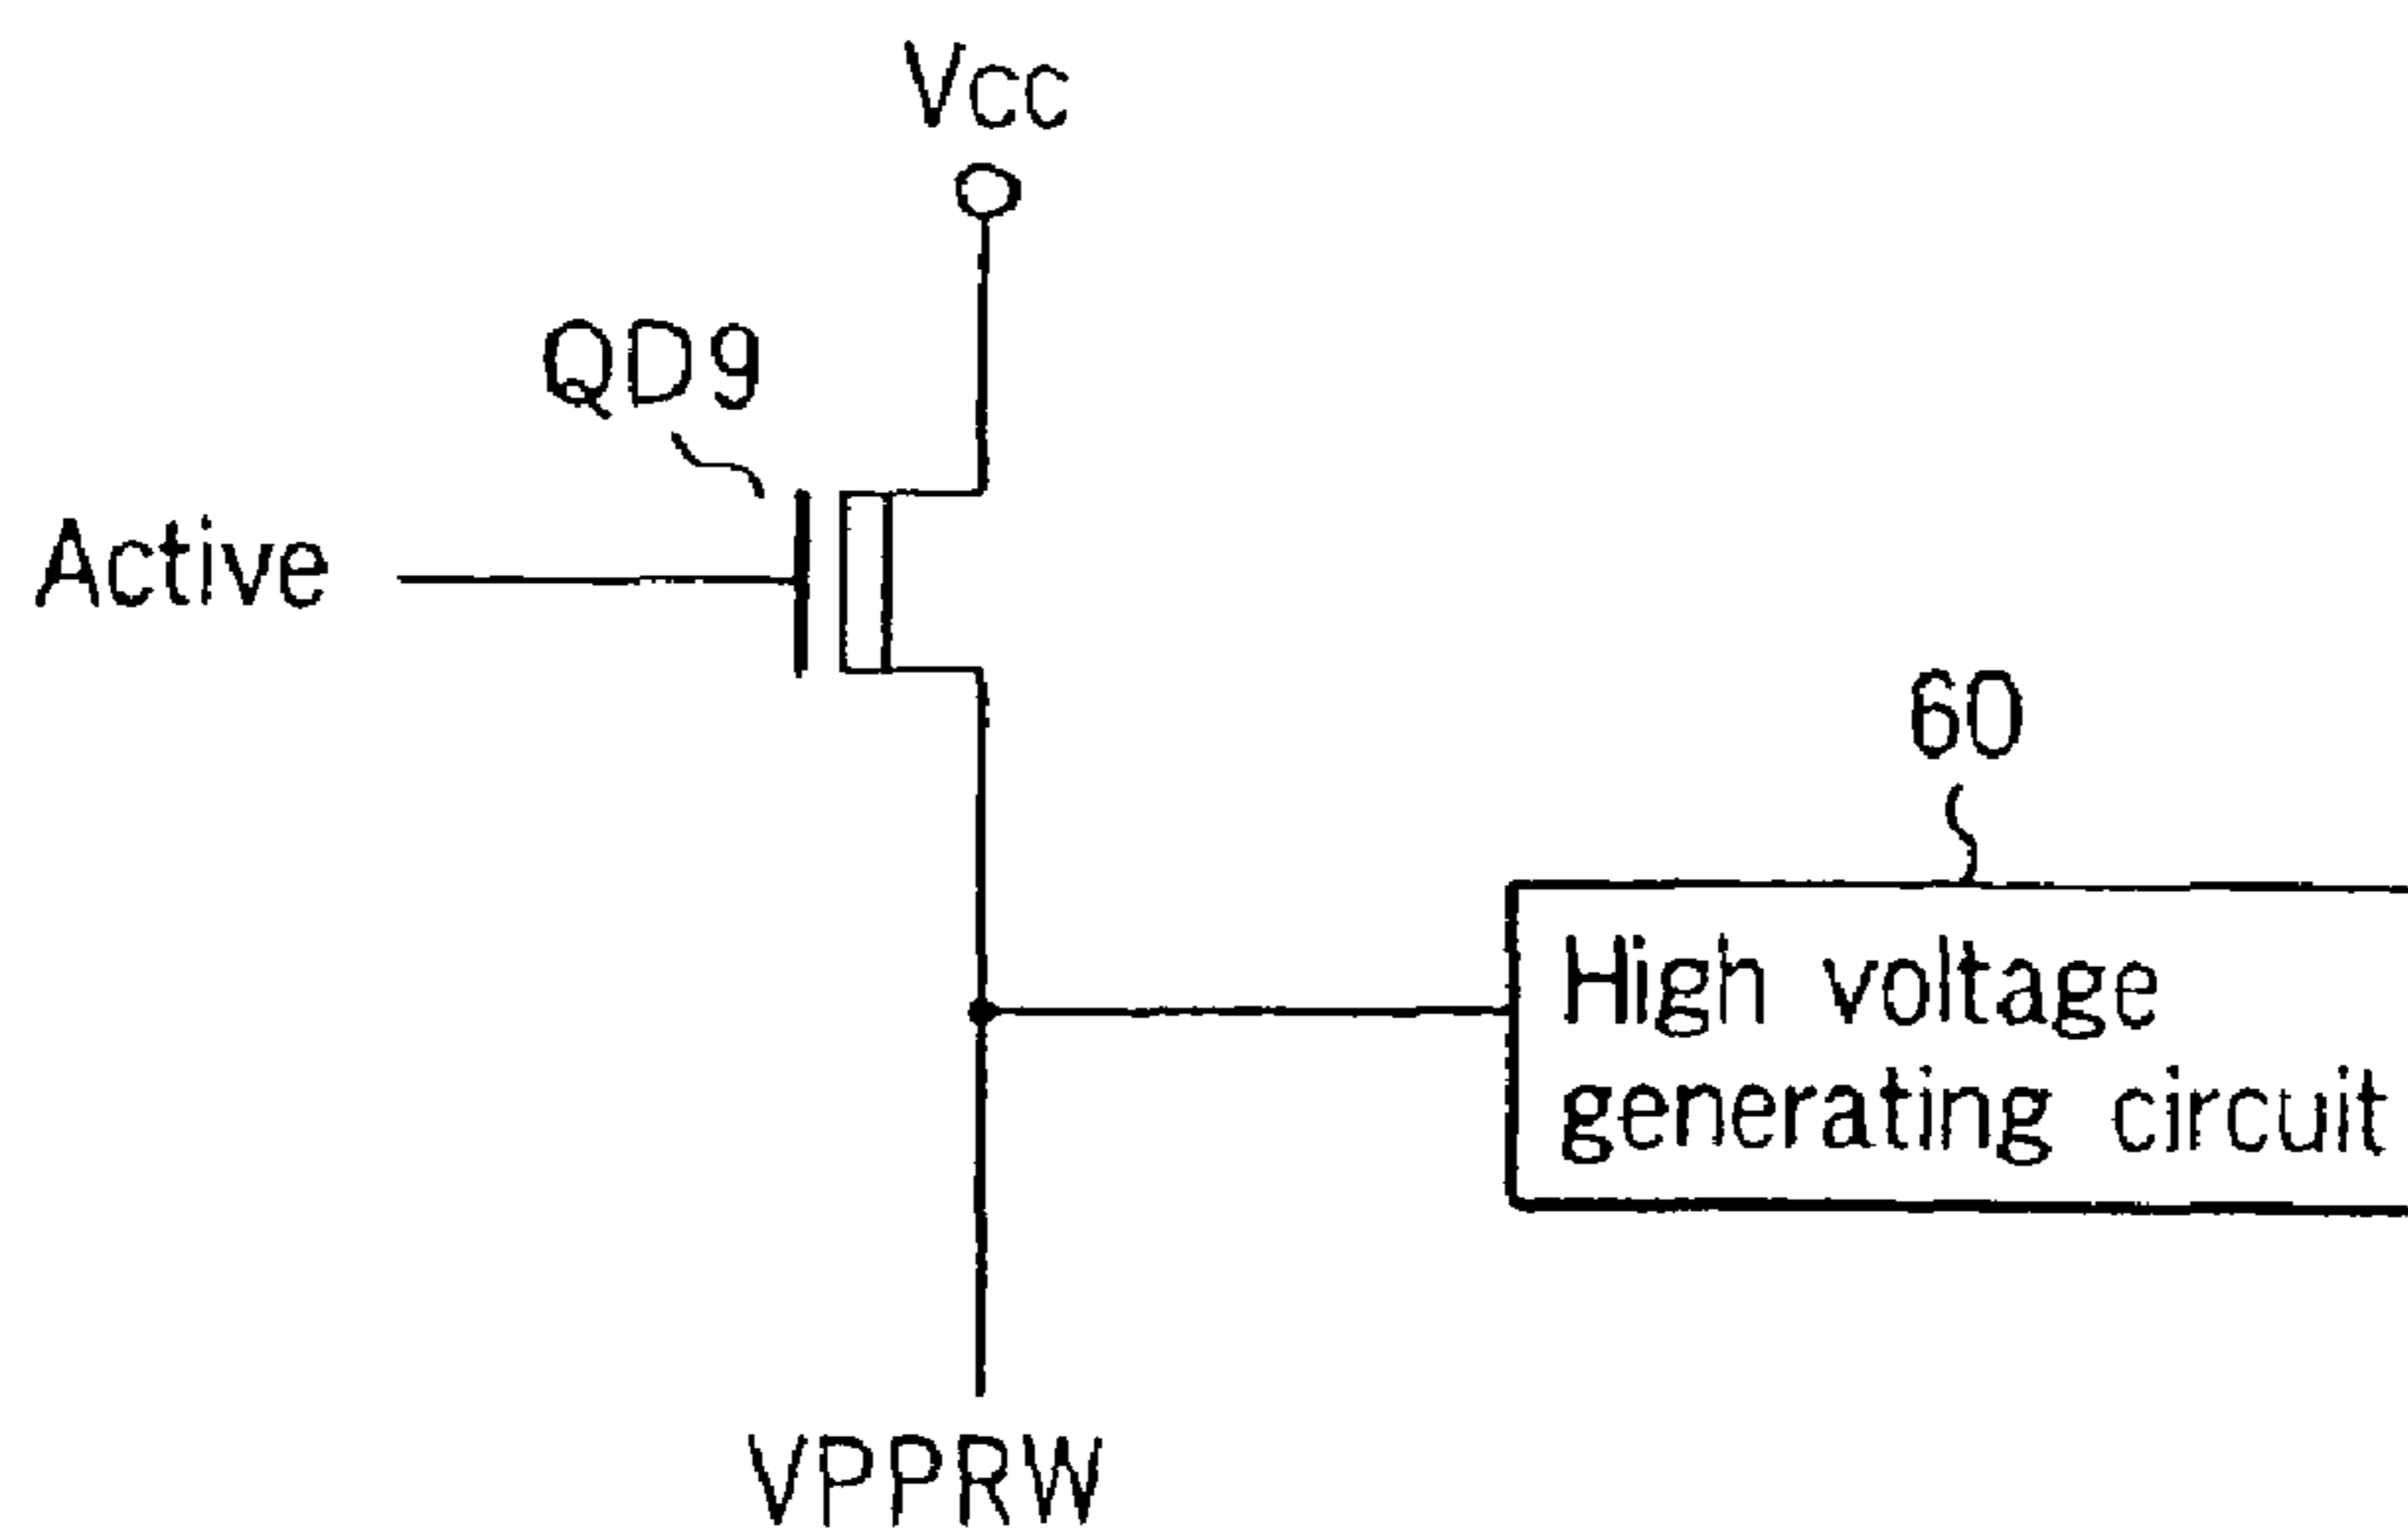 Vcc
QD9
Active
60
High voltage
generating circuit
VPPRW